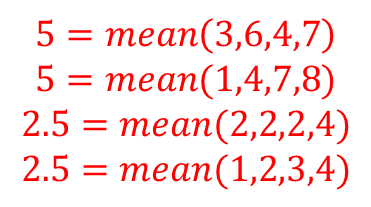 5 = mean(3,6,4,7)
5 = mean(1,4,7,8)
2.5 = mean(2,2,2,4)
2.5 = mean(1,2,3,4)